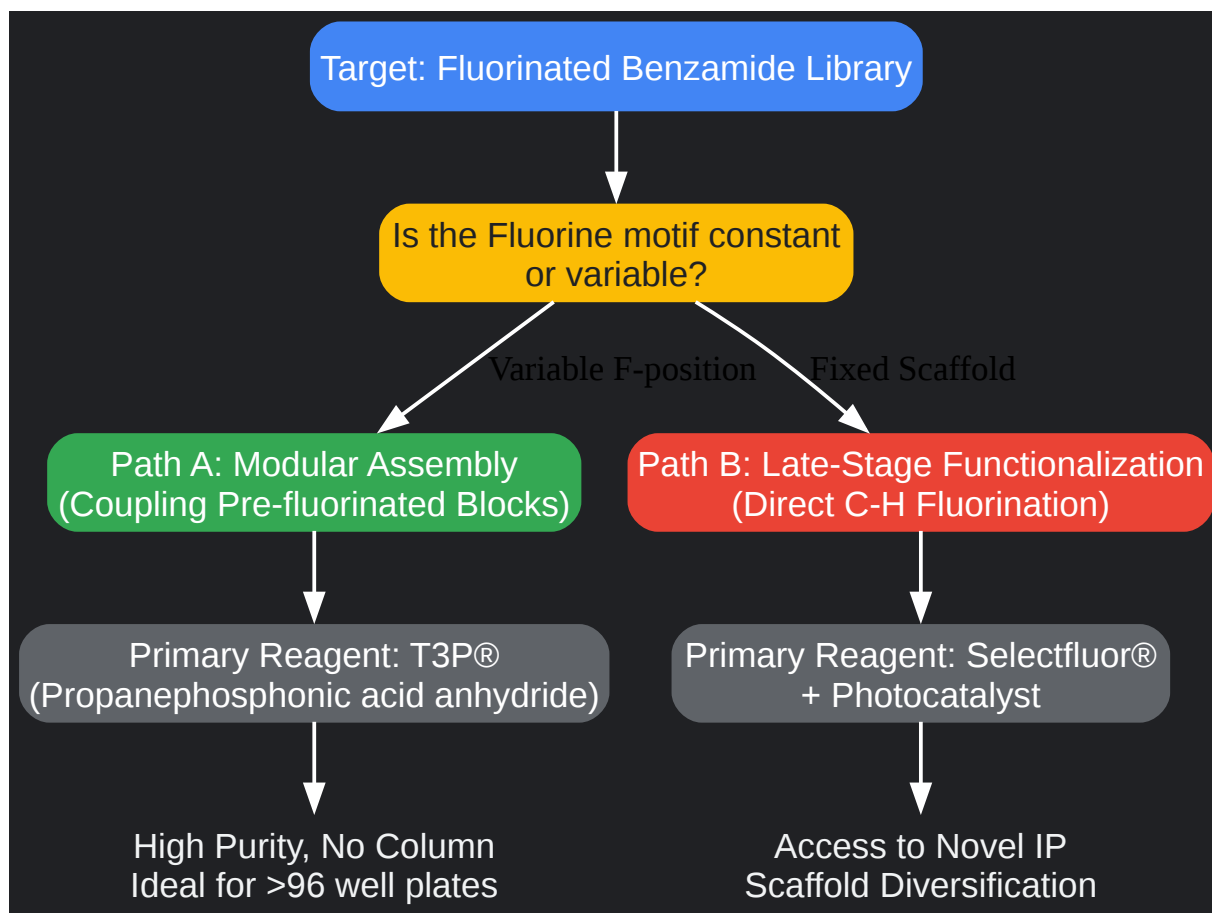 Target: Fluorinated Benzamide Library
Is the Fluorine motif constant
or variable?
Variable F-position
Fixed Scaffold
Path A: Modular Assembly
(Coupling Pre-fluorinated Blocks)
Path B: Late-Stage Functionalization
(Direct C-H Fluorination)
Primary Reagent: T3P®
(Propanephosphonic acid anhydride)
Primary Reagent: Selectfluor®
+ Photocatalyst
High Purity, No Column
Ideal for >96 well plates
Access to Novel IP
Scaffold Diversification